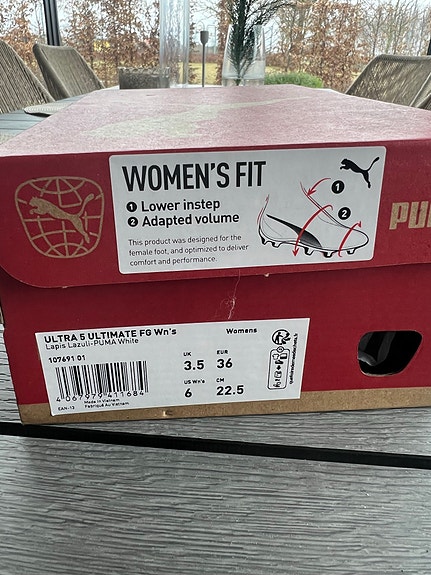 WOMEN'S FIT
1 Lower instep
2 Adapted volume
This product was designed for the
female foot, and optimized to deliver
comfort and performance.
1
2
PU
ULTRA 5 ULTIMATE FG Wn's
Womens
Lapis Lazuli-PUMA White
107691 01
UK
EUR
3.5
36
US Wn's
CM
6
22.5
4 067979 411684
EAN-13
Made in Vietnam
Fabriqué Au Vietnam